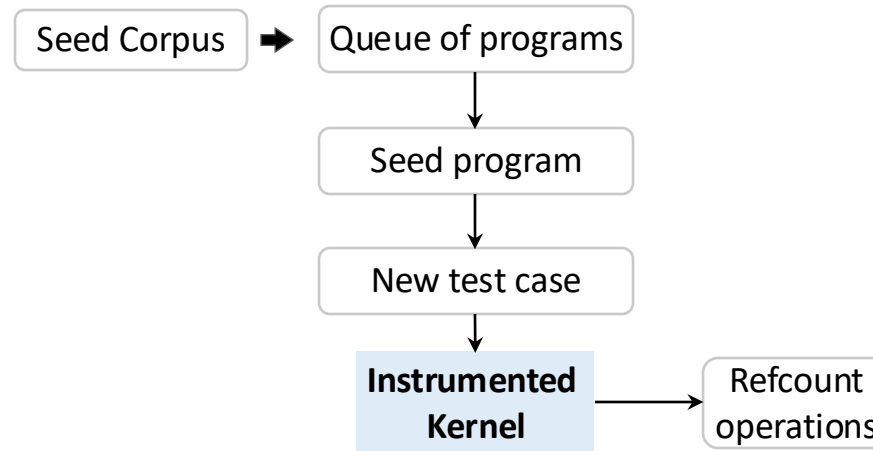 Seed Corpus
Queue of programs
Seed program
New test case
Instrumented
Kernel
Refcount
operations